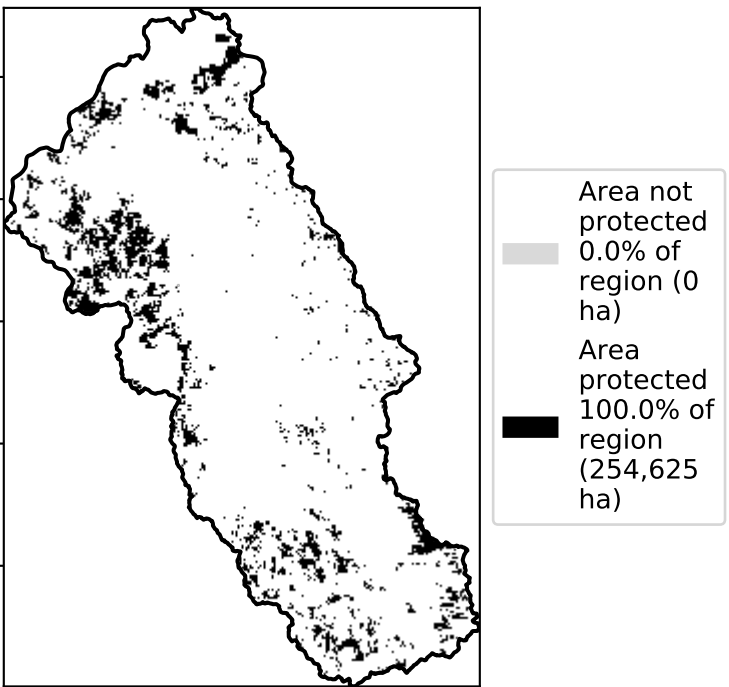 Area not
protected
0.0% of
region (0
ha)
Area
protected
100.0% of
region
(254,625
ha)